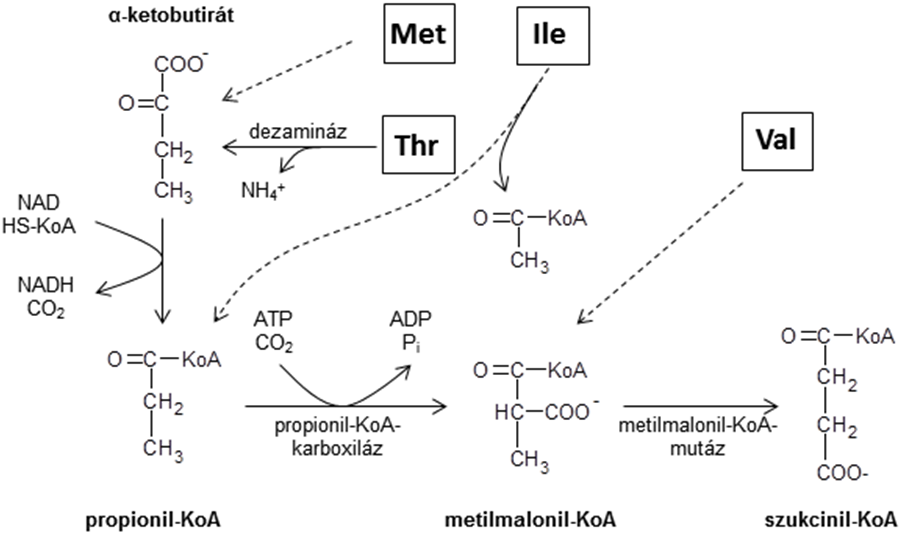 α-ketobutirát
COO⁻
O=C
CH₂
CH₃
Met
Ile
dezamináz
Thr
NH₄⁺
Val
NAD
HS-KoA
NADH
CO₂
O=C—KoA
CH₃
ATP
CO₂
ADP
Pᵢ
O=C—KoA
CH₂
CH₃
propionil-KoA-
karboxiláz
O=C—KoA
HC—COO⁻
CH₃
metilmalonil-KoA-
mutáz
O=C—KoA
CH₂
CH₂
COO-
propionil-KoA
metilmalonil-KoA
szukcinil-KoA